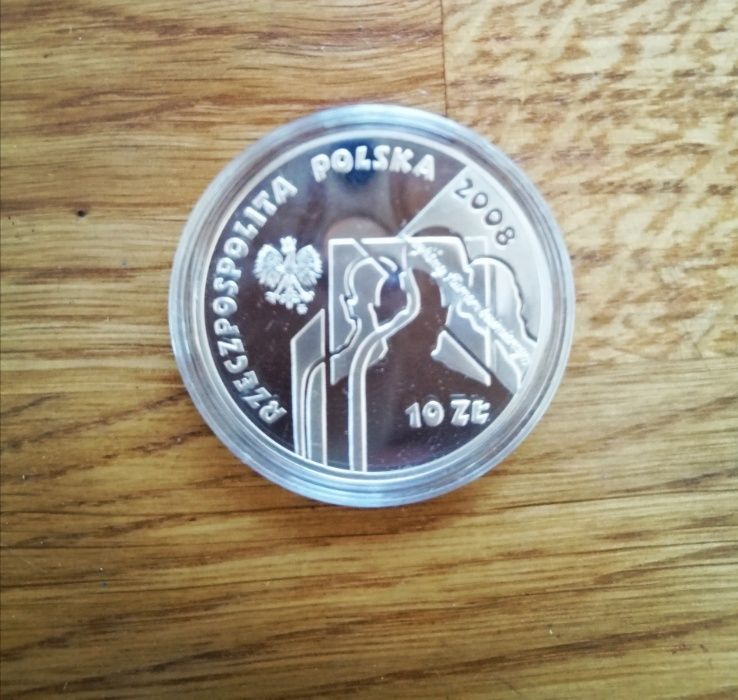 RZECZPOSPOLITA POLSKA 2008
10 ZŁ